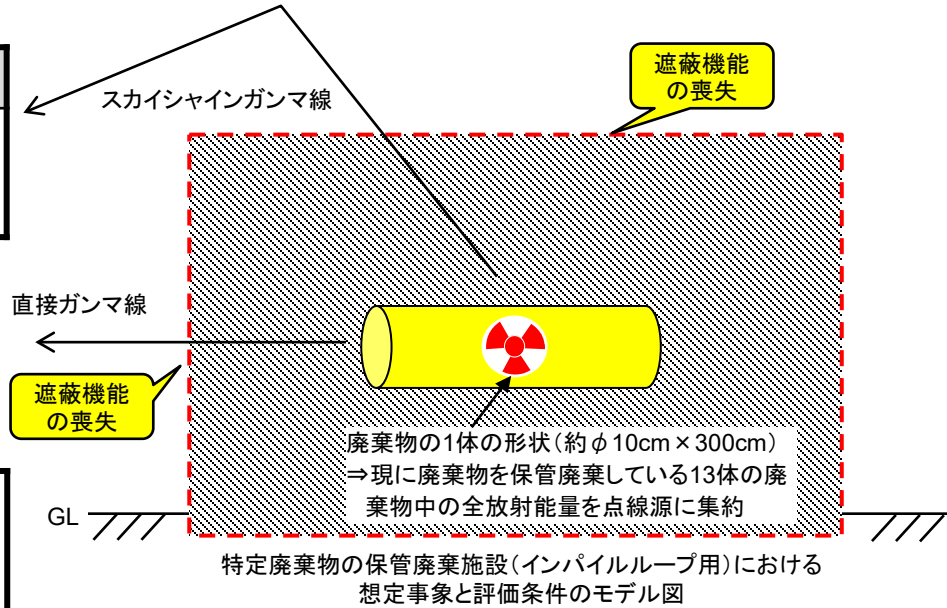 遮蔽機能
の喪失
スカイシャインガンマ線
直接ガンマ線
遮蔽機能
の喪失
廃棄物の1体の形状(約φ10cm×300cm)
⇒現に廃棄物を保管廃棄している13体の廃
棄物中の全放射能量を点線源に集約
GL
特定廃棄物の保管廃棄施設(インパイルループ用)における
想定事象と評価条件のモデル図